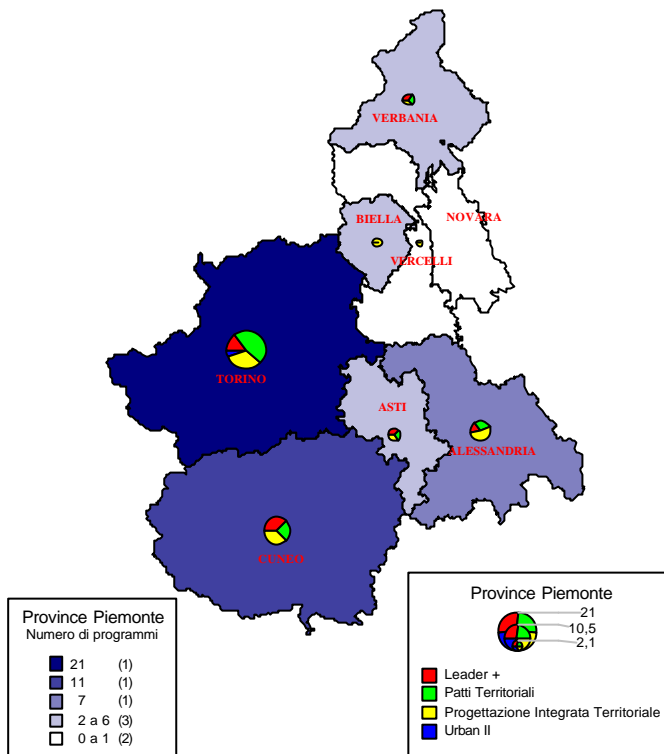 VERBANIA
NOVARA
BIELLA
VERCELLI
TORINO
ASTI
ALESSANDRIA
CUNEO
Province Piemonte
Numero di programmi
21 (1)
11 (1)
7 (1)
2 a 6 (3)
0 a 1 (2)
Province Piemonte
21
10,5
2,1
Leader +
Patti Territoriali
Progettazione Integrata Territoriale
Urban II